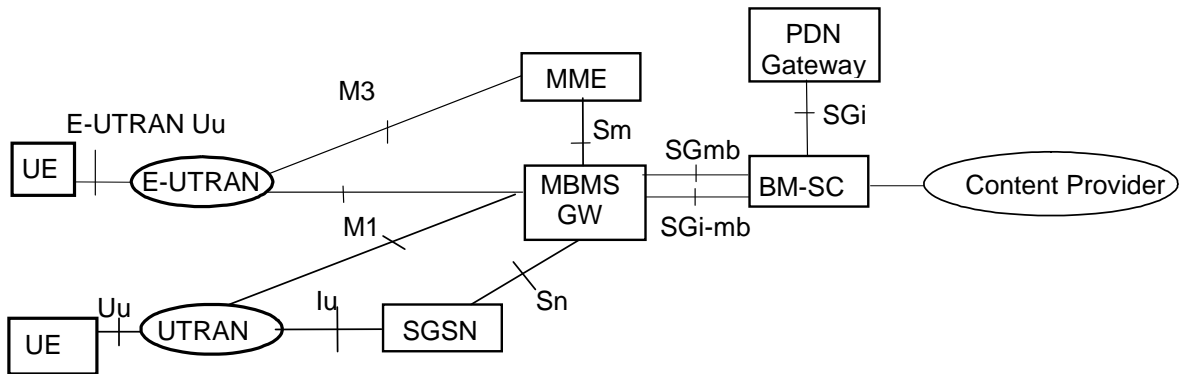 PDN
Gateway
MME
M3
SGi
E-UTRAN Uu
Sm
SGmb
UE
E-UTRAN
MBMS
GW
BM-SC
Content Provider
M1
SGi-mb
Uu
Iu
Sn
UE
UTRAN
SGSN